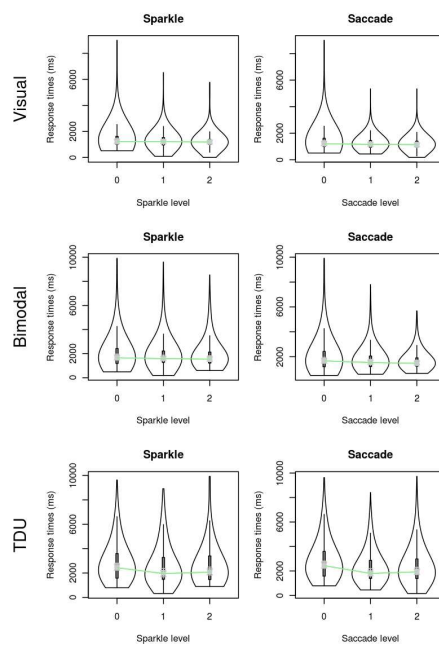 Visual
Sparkle
Response times (ms)
0 2000 6000
0 1 2
Sparkle level
Saccade
Response times (ms)
0 2000 6000
0 1 2
Saccade level
Bimodal
Sparkle
Response times (ms)
0 2000 6000 10000
0 1 2
Sparkle level
Saccade
Response times (ms)
2000 6000 10000
0 1 2
Saccade level
TDU
Sparkle
Response times (ms)
0 2000 6000 10000
0 1 2
Sparkle level
Saccade
Response times (ms)
0 2000 6000 10000
0 1 2
Saccade level